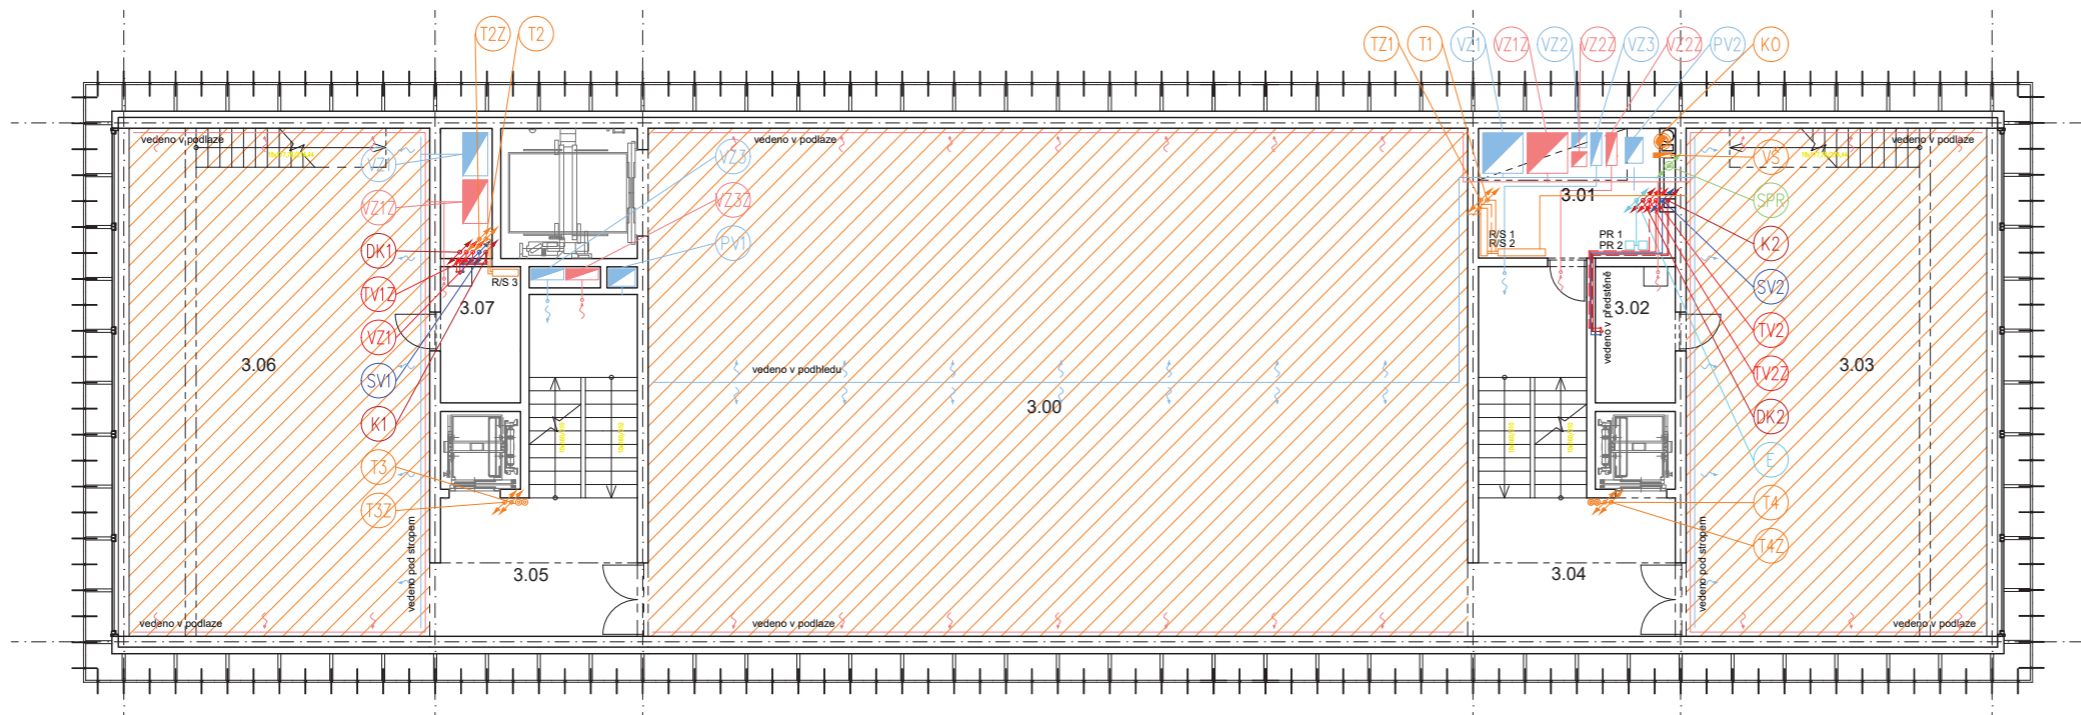 T2Z T2
TZ1 T1 VZ1 VZ1Z VZ2 VZ2Z VZ3 VZ2Z PV2 KO
vedeno v podlaze
vedeno v podlaze
vedeno v podlaze
VZ1
VZ3
VS
VZ1Z
VZ3Z
3.01
SPR
DK1
PV1
R/S 1
R/S 2
PR 1
PR 2
K2
TV1Z
R/S 3
SV2
3.07
3.02
vedeno v předstěně
VZ1
TV2
3.06
vedeno v podhledu
3.03
SV1
TV2Z
3.00
K1
DK2
T3
E
T3Z
T4
T4Z
vedeno pod stropem
3.05
3.04
vedeno pod stropem
vedeno v podlaze
vedeno v podlaze
vedeno v podlaze